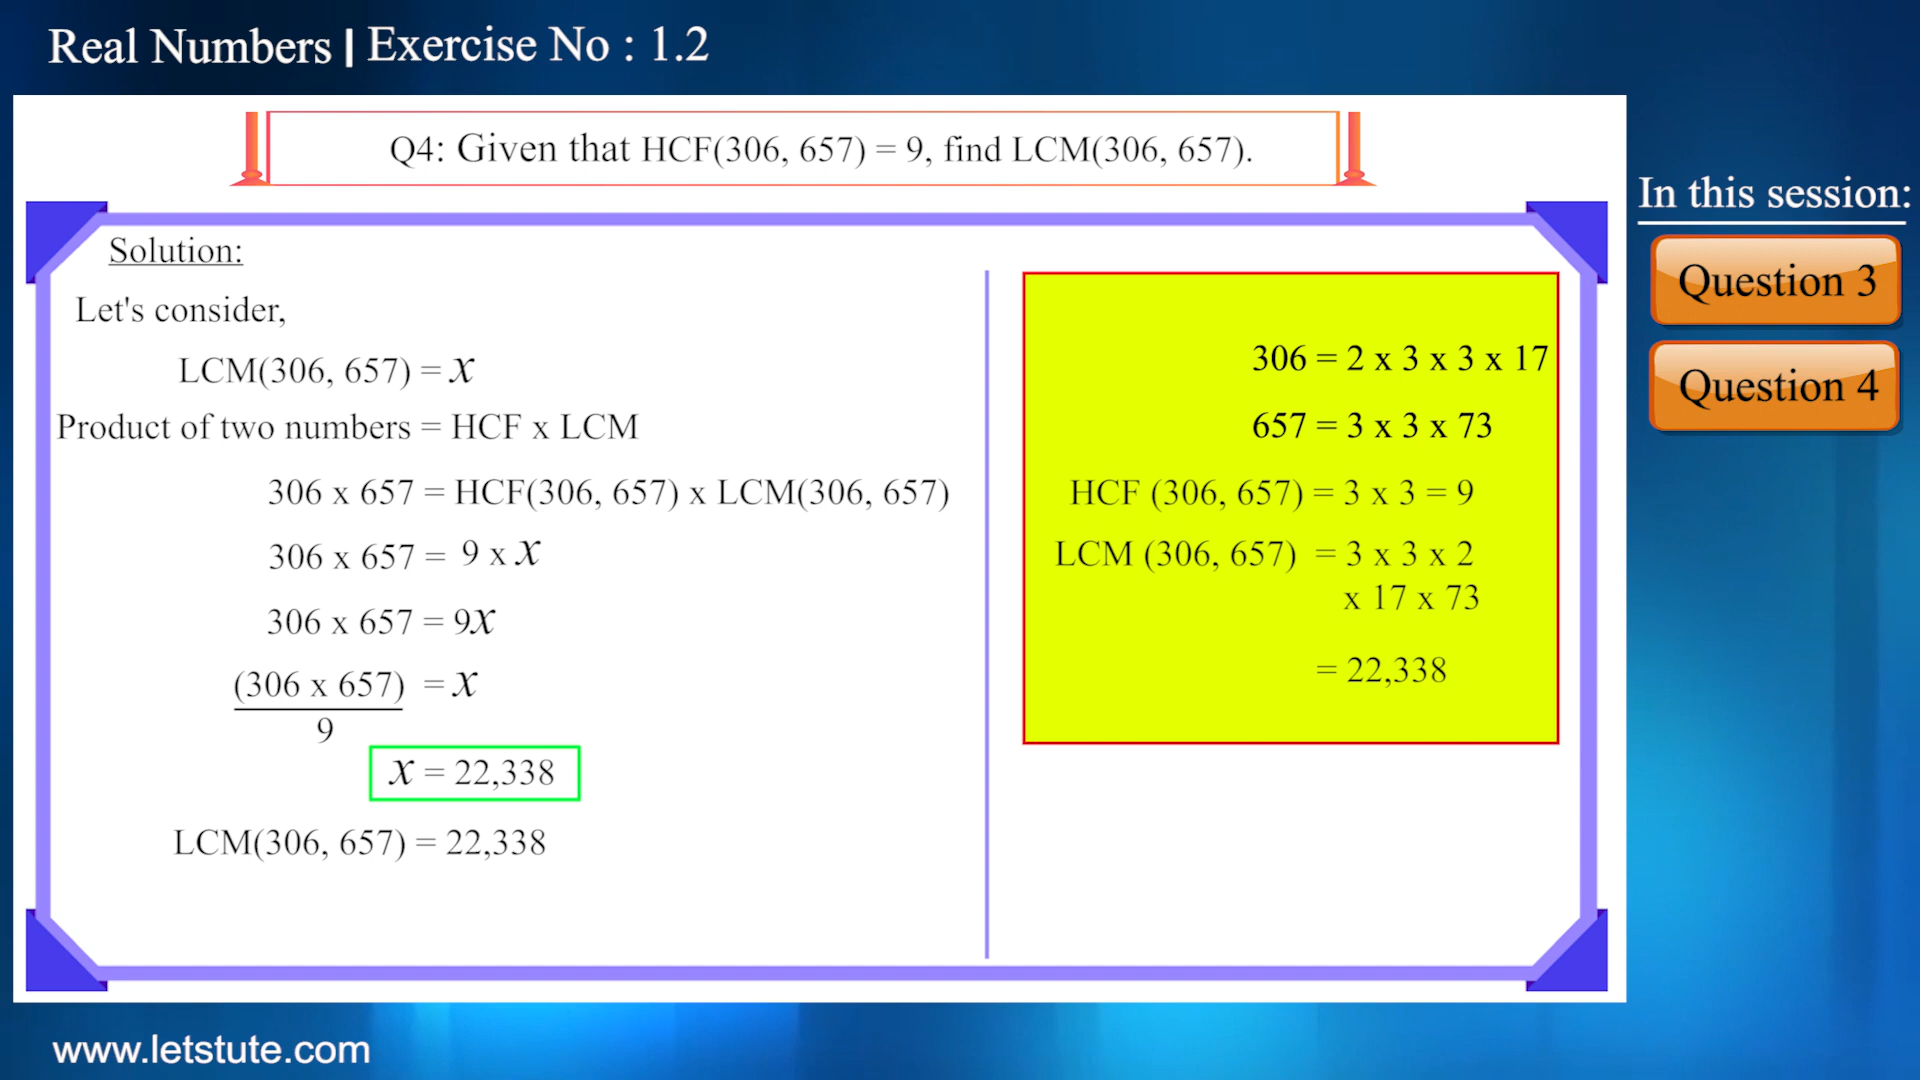 Real Numbers | Exercise No : 1.2
Q4: Given that HCF(306, 657) = 9, find LCM(306, 657).
Solution:
Let's consider,
LCM(306, 657) = x
Product of two numbers = HCF x LCM
306 x 657 = HCF(306, 657) x LCM(306, 657)
306 x 657 = 9 x x
306 x 657 = 9x
(306 x 657) = x
9
x = 22,338
LCM(306, 657) = 22,338
306 = 2 x 3 x 3 x 17
657 = 3 x 3 x 73
HCF (306, 657) = 3 x 3 = 9
LCM (306, 657) = 3 x 3 x 2
x 17 x 73
= 22,338
In this session:
Question 3
Question 4
www.letstute.com